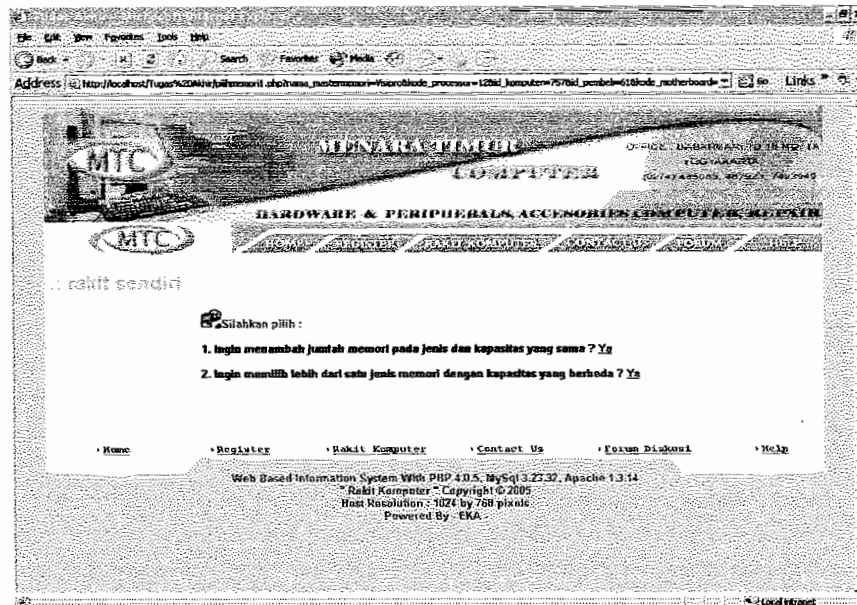 File Edit View Favorites Tools Help
Back Search Favorites Media
Address Go Links
MTC
MENARA TIMUR
COMPUTER
YOGYAKARTA
HARDWARE & PERIPHERALS, ACCESSORIES COMPUTER, REPAIR
MTC
HOME REGISTER RAKIT KOMPUTER CONTACT US FORUM HELP
.: rakit sendiri
Silahkan pilih :
1. Ingin menambah jumlah memori pada jenis dan kapasitas yang sama ? Ya
2. Ingin memilih lebih dari satu jenis memori dengan kapasitas yang berbeda ? Ya
Home Register Rakit Komputer Contact Us Forum Diskusi Help
Web Based Information System With PHP 4.0.5, MySql 3.23.32, Apache 1.3.14
" Rakit Komputer " Copyright © 2005
Host Resolution : 1024 by 768 pixels
Powered By - EKA -
Local intranet